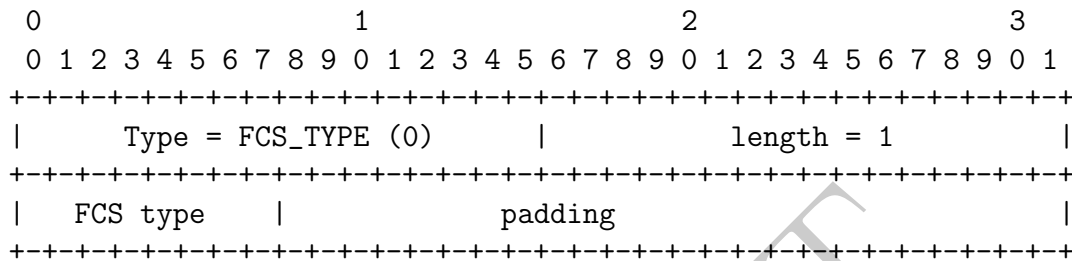 0                   1                   2                   3
 0 1 2 3 4 5 6 7 8 9 0 1 2 3 4 5 6 7 8 9 0 1 2 3 4 5 6 7 8 9 0 1
+-+-+-+-+-+-+-+-+-+-+-+-+-+-+-+-+-+-+-+-+-+-+-+-+-+-+-+-+-+-+-+-+
|      Type = FCS_TYPE (0)      |           length = 1          |
+-+-+-+-+-+-+-+-+-+-+-+-+-+-+-+-+-+-+-+-+-+-+-+-+-+-+-+-+-+-+-+-+
|   FCS type    |             padding                           |
+-+-+-+-+-+-+-+-+-+-+-+-+-+-+-+-+-+-+-+-+-+-+-+-+-+-+-+-+-+-+-+-+